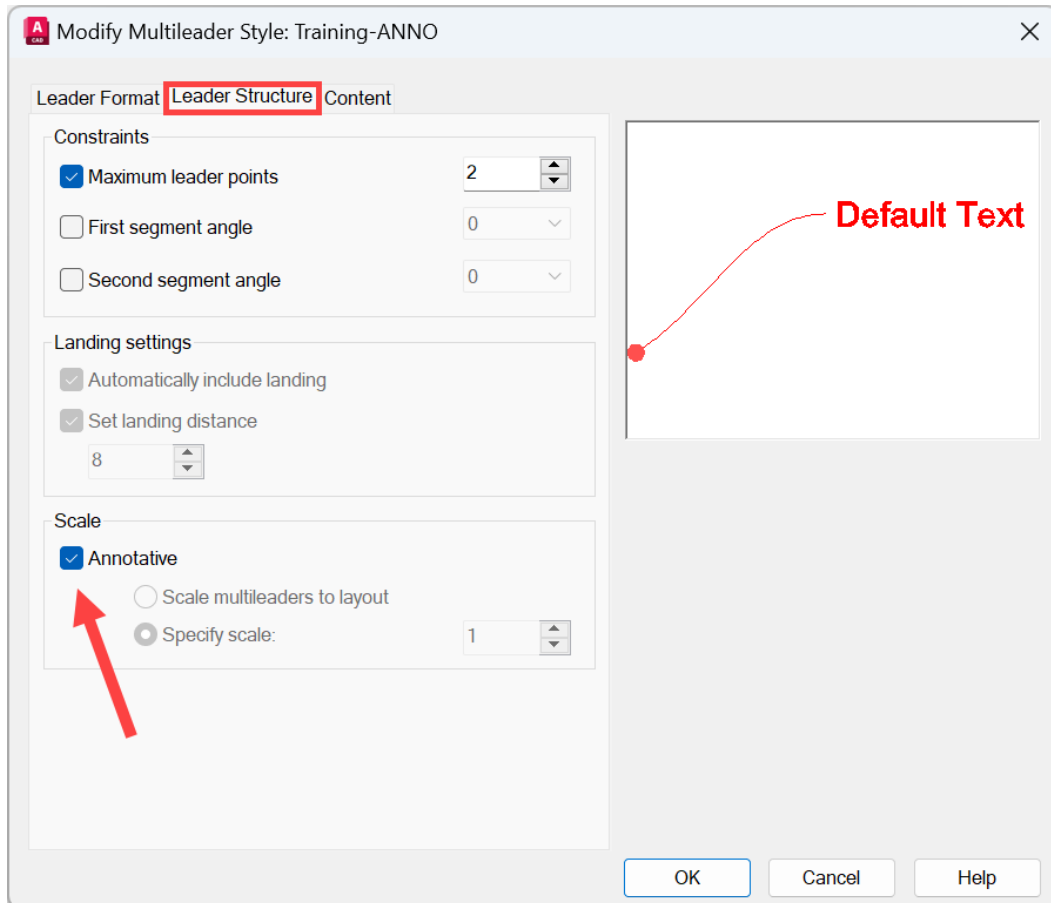 A
CAD
Modify Multileader Style: Training-ANNO
Leader Format Leader Structure Content
Constraints
Maximum leader points 2
First segment angle 0
Second segment angle 0
Landing settings
Automatically include landing
Set landing distance
8
Scale
Annotative
Scale multileaders to layout
Specify scale: 1
Default Text
OK Cancel Help